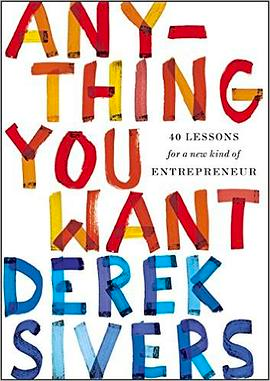 ANY-
THING
YOU
40 LESSONS
for a new kind of
ENTREPRENEUR
WANT
DEREK
SIVERS